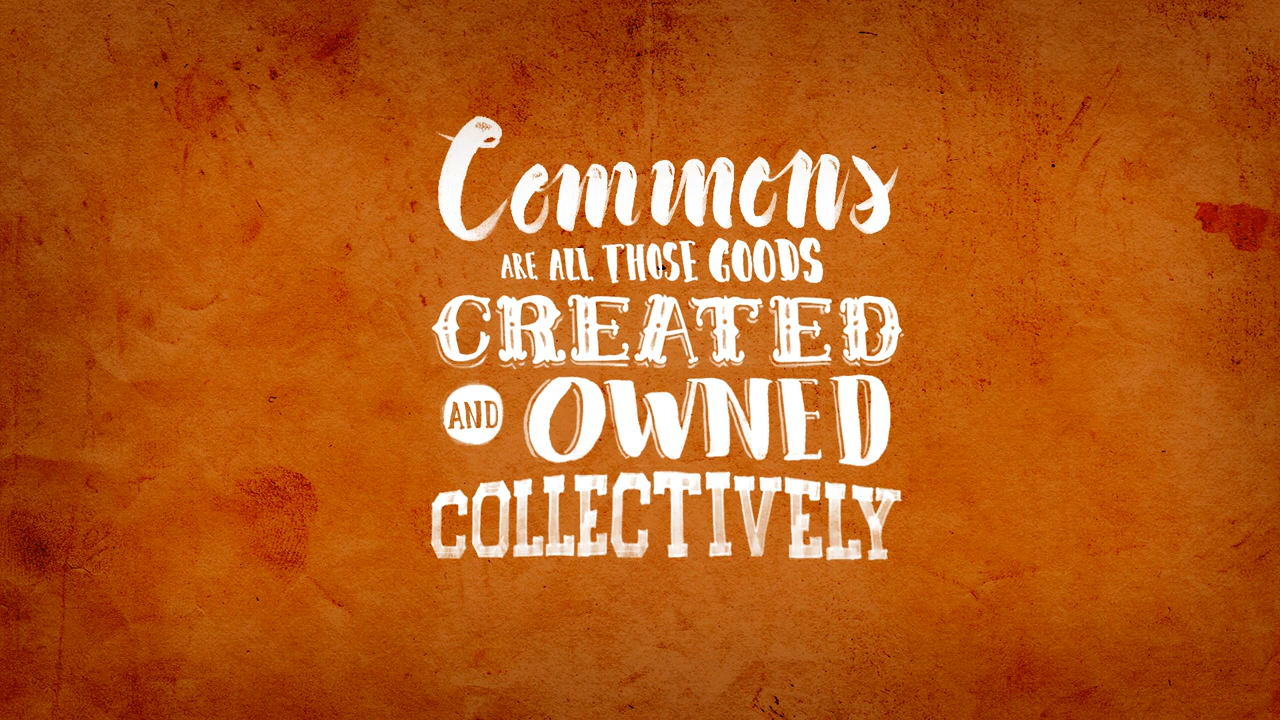 Commons
ARE ALL THOSE GOODS
CREATED
AND OWNED
COLLECTIVELY